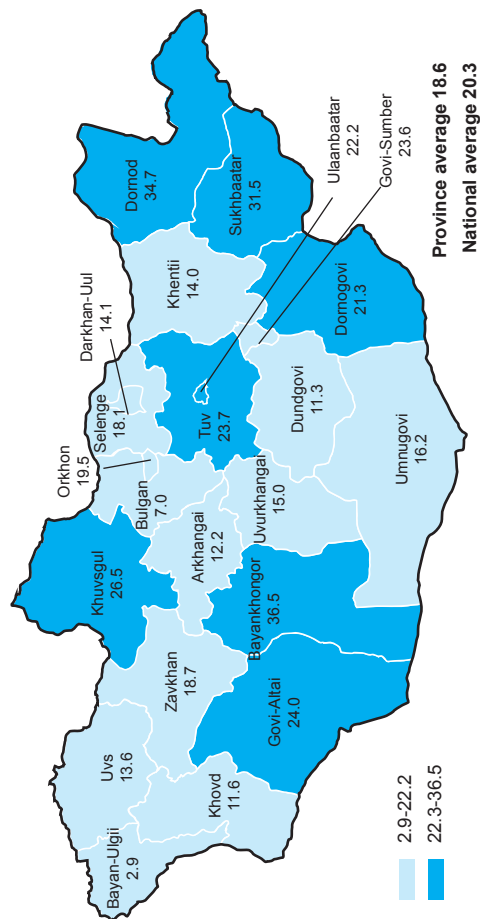 Bayan-Ulgii
2.9
Uvs
13.6
Khovd
11.6
Zavkhan
18.7
Govi-Altai
24.0
Khuvsgul
26.5
Bayankhongor
36.5
Arkhangai
12.2
Orkhon
19.5
Bulgan
7.0
Uvurkhangai
15.0
Selenge
18.1
Darkhan-Uul
14.1
Tuv
23.7
Dundgovi
11.3
Umnugovi
16.2
Khentii
14.0
Dornod
34.7
Sukhbaatar
31.5
Dornogovi
21.3
Ulaanbaatar
22.2
Govi-Sumber
23.6
Province average 18.6
National average 20.3
2.9-22.2
22.3-36.5